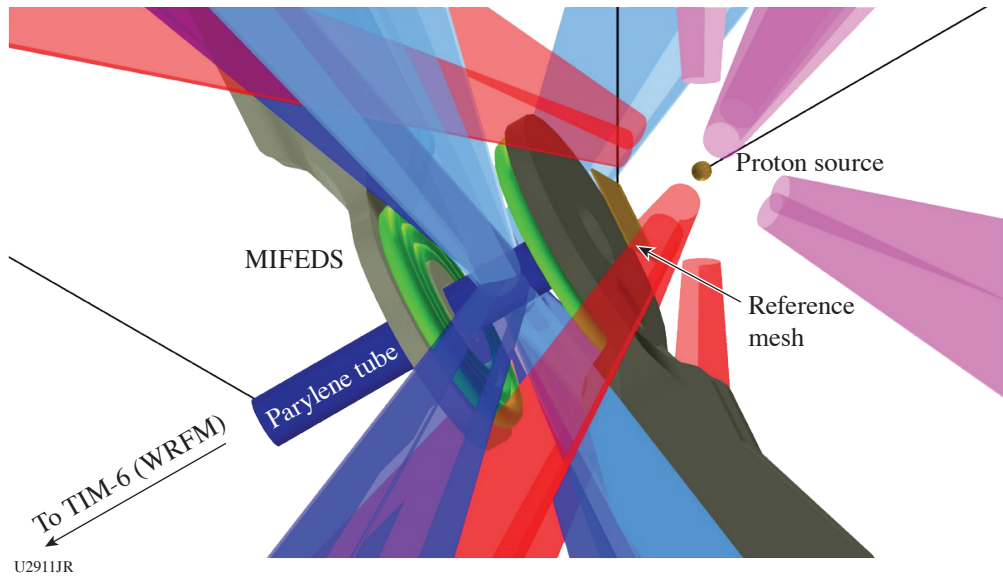 Proton source
MIFEDS
Reference
mesh
Parylene tube
To TIM-6 (WRFM)
U2911JR